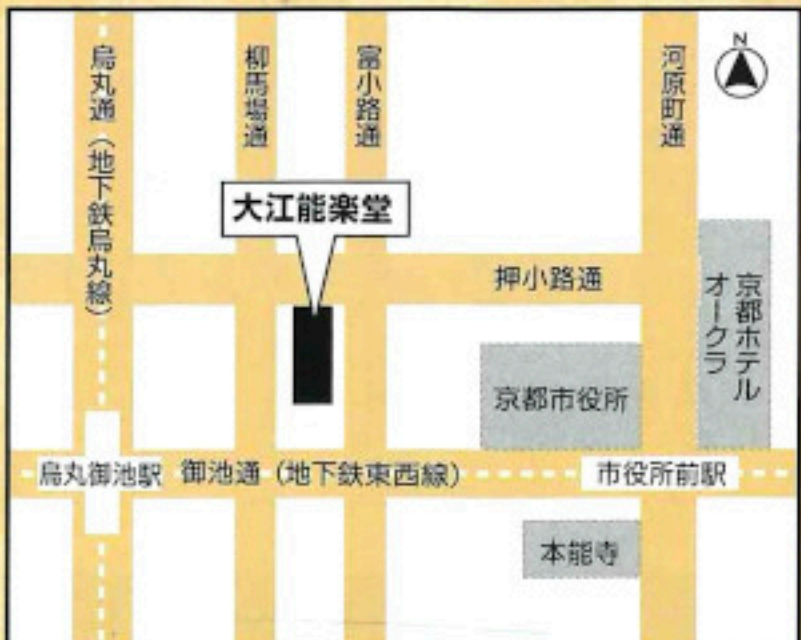 烏丸通（地下鉄烏丸線）
柳馬場通
富小路通
河原町通
N
大江能楽堂
押小路通
京都ホテル
オークラ
京都市役所
烏丸御池駅
御池通（地下鉄東西線）
市役所前駅
本能寺